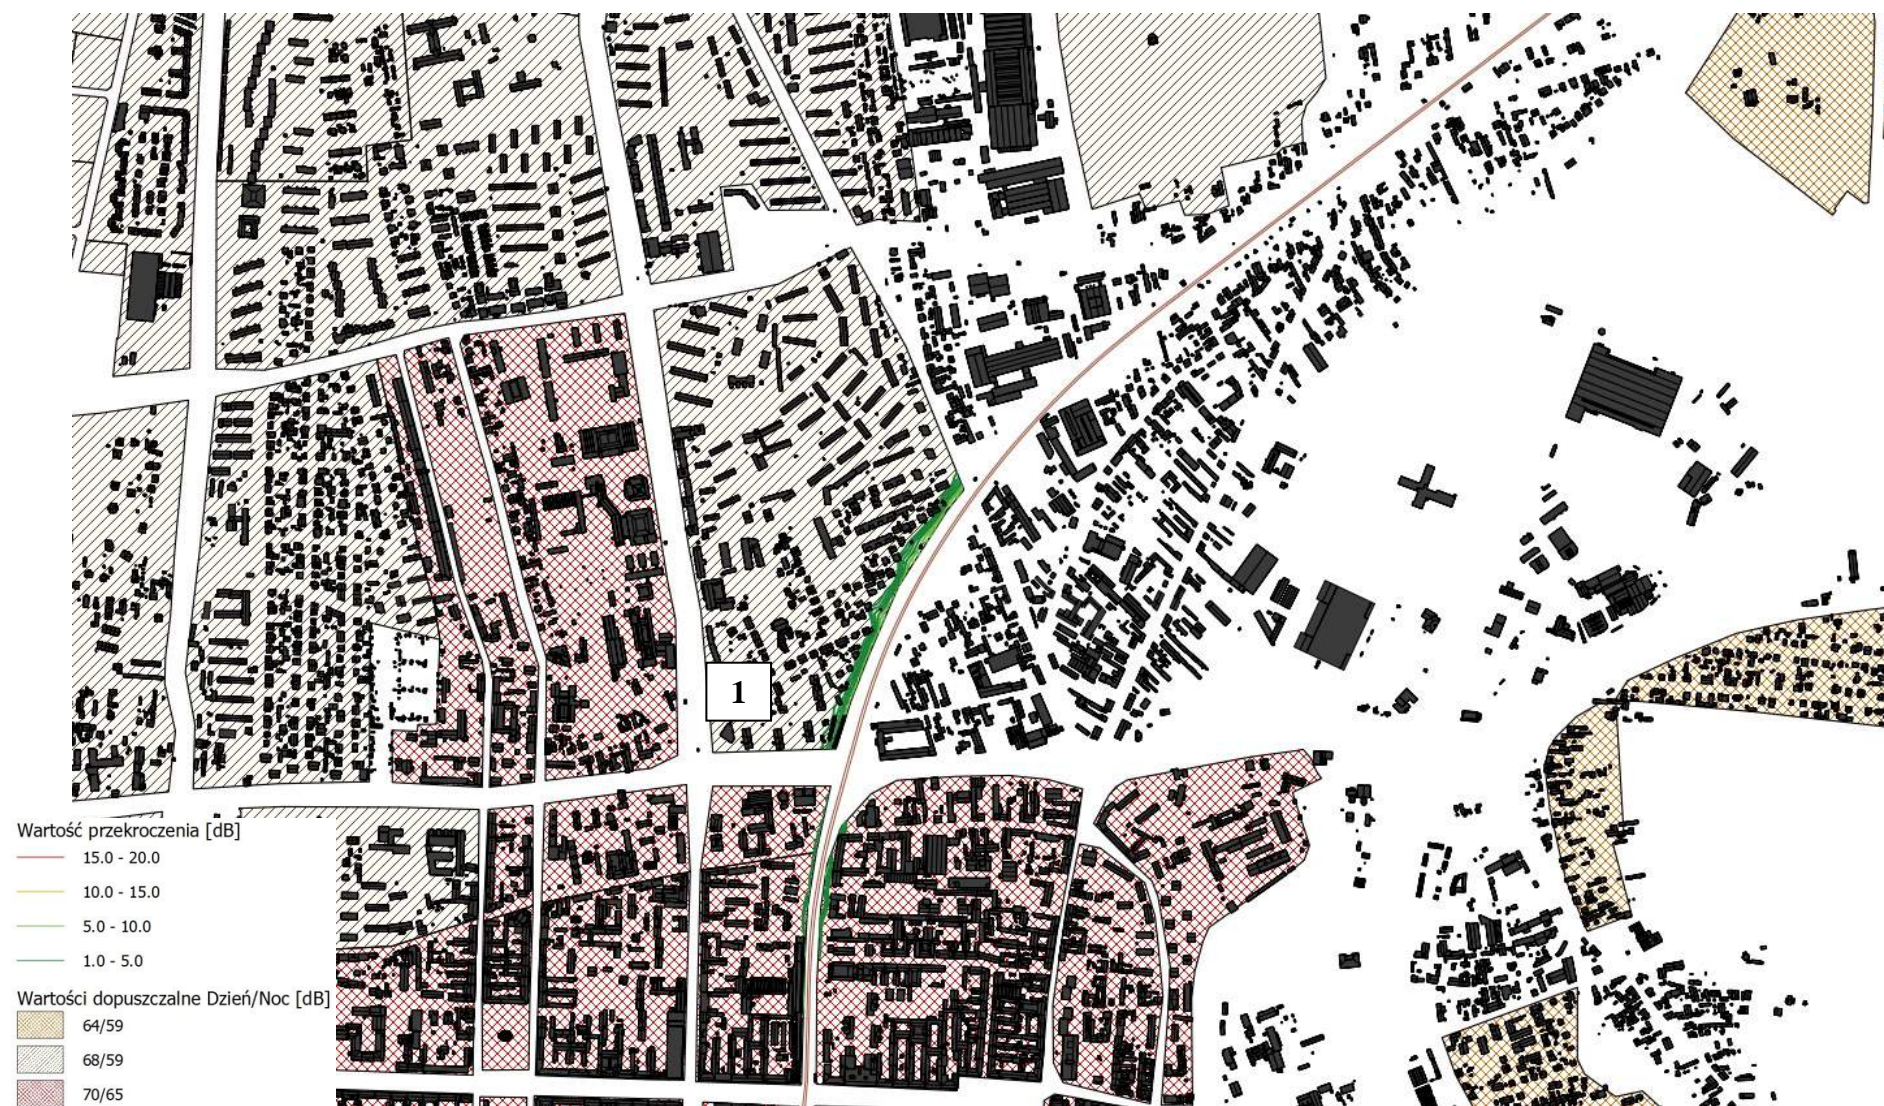 1
Wartość przekroczenia [dB]
15.0 - 20.0
10.0 - 15.0
5.0 - 10.0
1.0 - 5.0
Wartości dopuszczalne Dzień/Noc [dB]
64/59
68/59
70/65